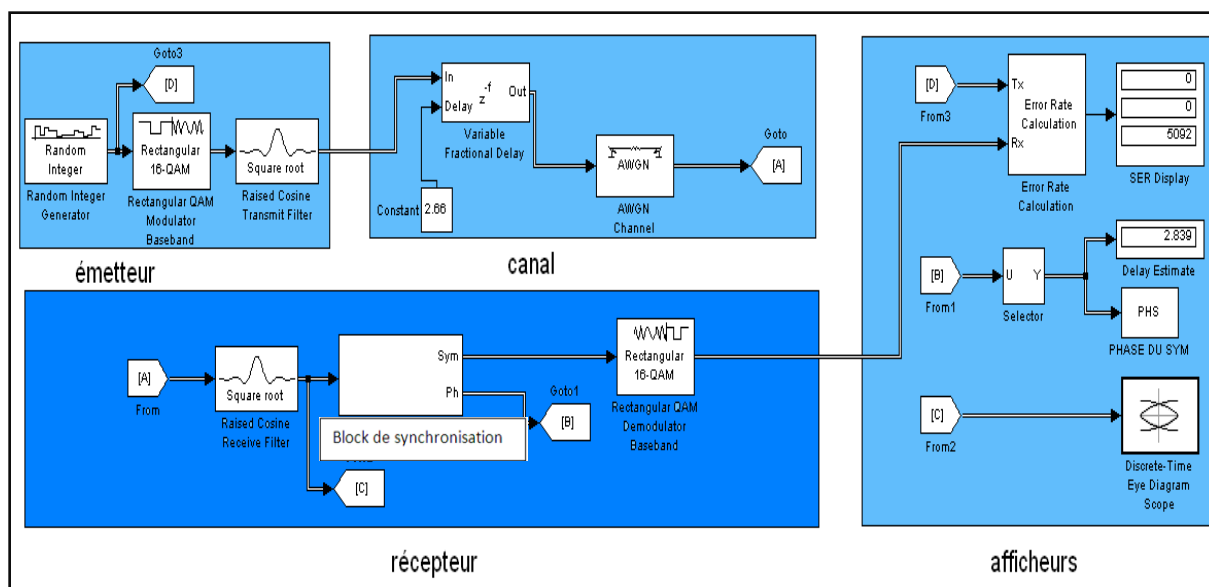 Goto3
[D]
Random
Integer
Random Integer
Generator
Rectangular
16-QAM
Rectangular QAM
Modulator
Baseband
Square root
Raised Cosine
Transmit Filter
émetteur
In
Delay
z
-f
Out
Variable
Fractional Delay
Constant
2.66
AWGN
AWGN
Channel
Goto
[A]
canal
[A]
From
Square root
Raised Cosine
Receive Filter
Sym
Ph
Block de synchronisation
[C]
Goto1
[B]
Rectangular
16-QAM
Rectangular QAM
Demodulator
Baseband
récepteur
[D]
From3
Tx
Rx
Error Rate
Calculation
Error Rate
Calculation
0
0
5092
SER Display
[B]
From1
U
Y
Selector
2.839
Delay Estimate
PHS
PHASE DU SYM
[C]
From2
Discrete-Time
Eye Diagram
Scope
afficheurs